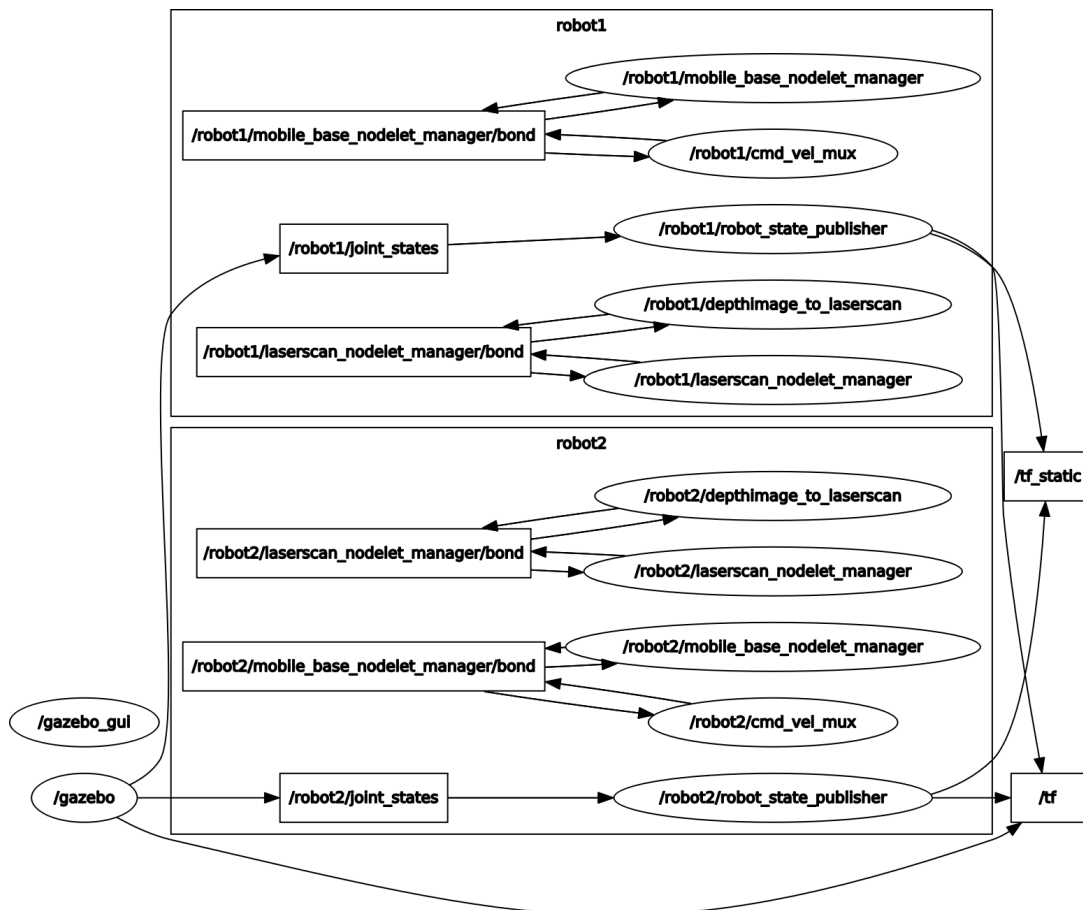 robot1
/robot1/mobile_base_nodelet_manager
/robot1/mobile_base_nodelet_manager/bond
/robot1/cmd_vel_mux
/robot1/robot_state_publisher
/robot1/joint_states
/robot1/depthimage_to_laserscan
/robot1/laserscan_nodelet_manager/bond
/robot1/laserscan_nodelet_manager
robot2
/tf_static
/robot2/depthimage_to_laserscan
/robot2/laserscan_nodelet_manager/bond
/robot2/laserscan_nodelet_manager
/robot2/mobile_base_nodelet_manager
/robot2/mobile_base_nodelet_manager/bond
/gazebo_gui
/robot2/cmd_vel_mux
/gazebo
/robot2/joint_states
/robot2/robot_state_publisher
/tf